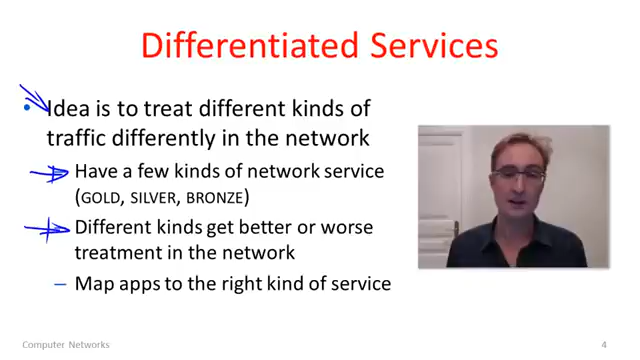 Differentiated Services
• Idea is to treat different kinds of
traffic differently in the network
Have a few kinds of network service
(GOLD, SILVER, BRONZE)
Different kinds get better or worse
treatment in the network
– Map apps to the right kind of service
Computer Networks
4